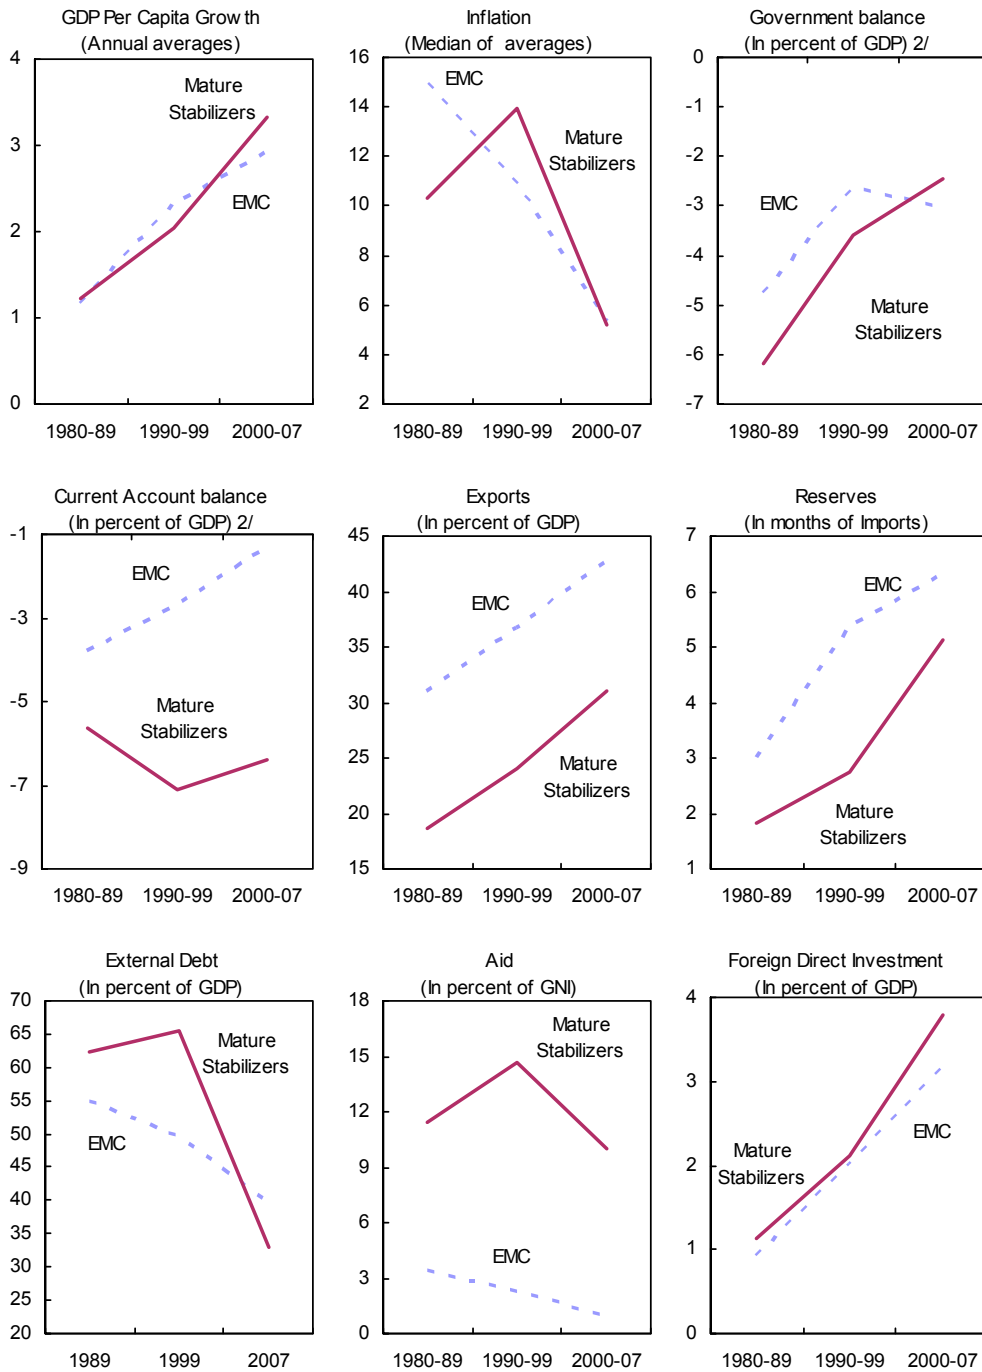 GDP Per Capita Growth
(Annual averages)
4
3
2
1
0
Mature
Stabilizers
EMC
1980-89 1990-99 2000-07
Inflation
(Median of averages)
16
14
12
10
8
6
4
2
EMC
Mature
Stabilizers
1980-89 1990-99 2000-07
Government balance
(In percent of GDP) 2/
0
-1
-2
-3
-4
-5
-6
-7
EMC
Mature
Stabilizers
1980-89 1990-99 2000-07
Current Account balance
(In percent of GDP) 2/
-1
-3
-5
-7
-9
EMC
Mature
Stabilizers
1980-89 1990-99 2000-07
Exports
(In percent of GDP)
45
40
35
30
25
20
15
EMC
Mature
Stabilizers
1980-89 1990-99 2000-07
Reserves
(In months of Imports)
7
6
5
4
3
2
1
EMC
Mature
Stabilizers
1980-89 1990-99 2000-07
External Debt
(In percent of GDP)
70
65
60
55
50
45
40
35
30
25
20
Mature
Stabilizers
EMC
1989 1999 2007
Aid
(In percent of GNI)
18
15
12
9
6
3
0
Mature
Stabilizers
EMC
1980-89 1990-99 2000-07
Foreign Direct Investment
(In percent of GDP)
4
3
2
1
0
Mature
Stabilizers
EMC
1980-89 1990-99 2000-07